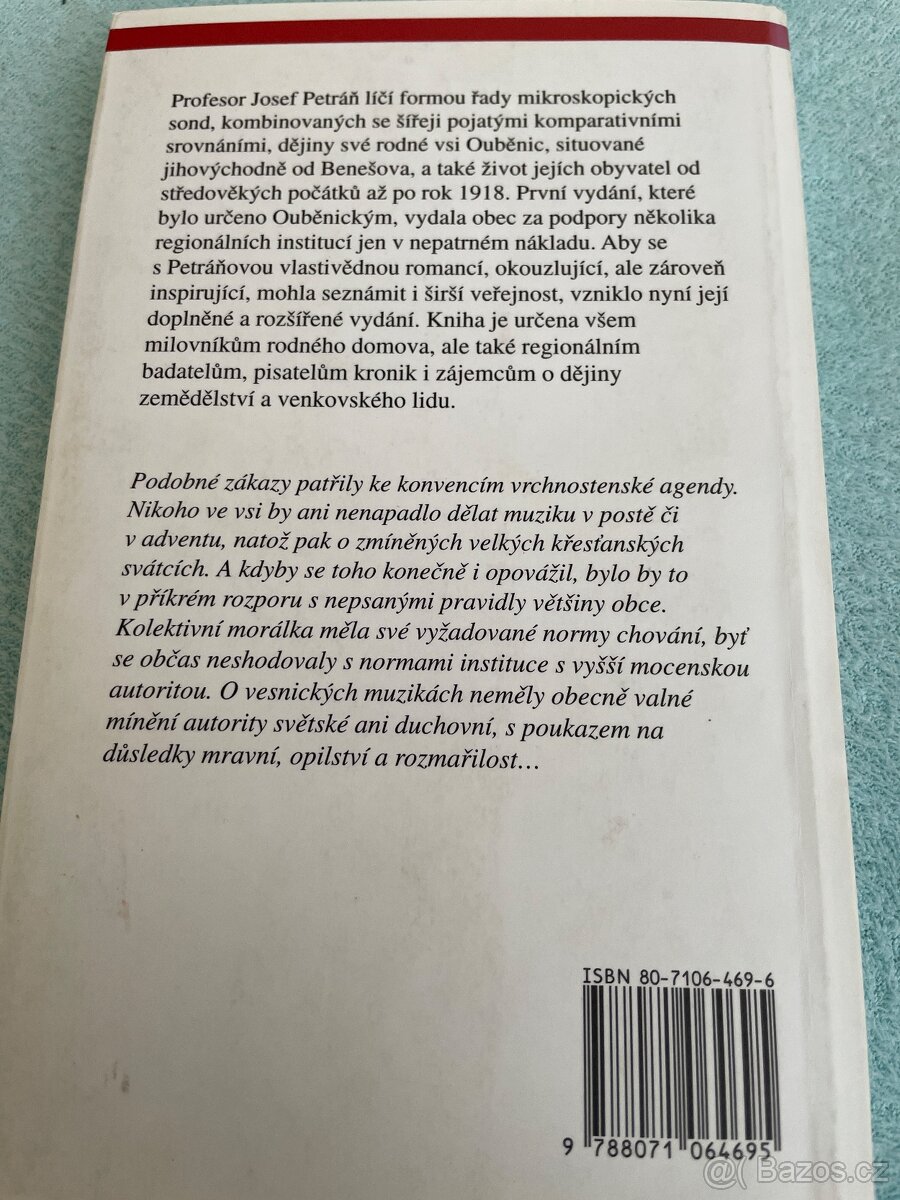 Profesor Josef Petráň líčí formou řady mikroskopických
sond, kombinovaných se šířeji pojatými komparativními
srovnáními, dějiny své rodné vsi Ouběnic, situované
jihovýchodně od Benešova, a také život jejích obyvatel od
středověkých počátků až po rok 1918. První vydání, které
bylo určeno Ouběnickým, vydala obec za podpory několika
regionálních institucí jen v nepatrném nákladu. Aby se
s Petráňovou vlastivědnou romancí, okouzlující, ale zároveň
inspirující, mohla seznámit i širší veřejnost, vzniklo nyní její
doplněné a rozšířené vydání. Kniha je určena všem
milovníkům rodného domova, ale také regionálním
badatelům, pisatelům kronik i zájemcům o dějiny
zemědělství a venkovského lidu.
Podobné zákazy patřily ke konvencím vrchnostenské agendy.
Nikoho ve vsi by ani nenapadlo dělat muziku v postě či
v adventu, natož pak o zmíněných velkých křesťanských
svátcích. A kdyby se toho konečně i opovážil, bylo by to
v příkrém rozporu s nepsanými pravidly většiny obce.
Kolektivní morálka měla své vyžadované normy chování, byť
se občas neshodovaly s normami instituce s vyšší mocenskou
autoritou. O vesnických muzikách neměly obecně valné
mínění autority světské ani duchovní, s poukazem na
důsledky mravní, opilství a rozmařilost…
ISBN 80-7106-469-6
9 788071 064695
@( Bazos.cz